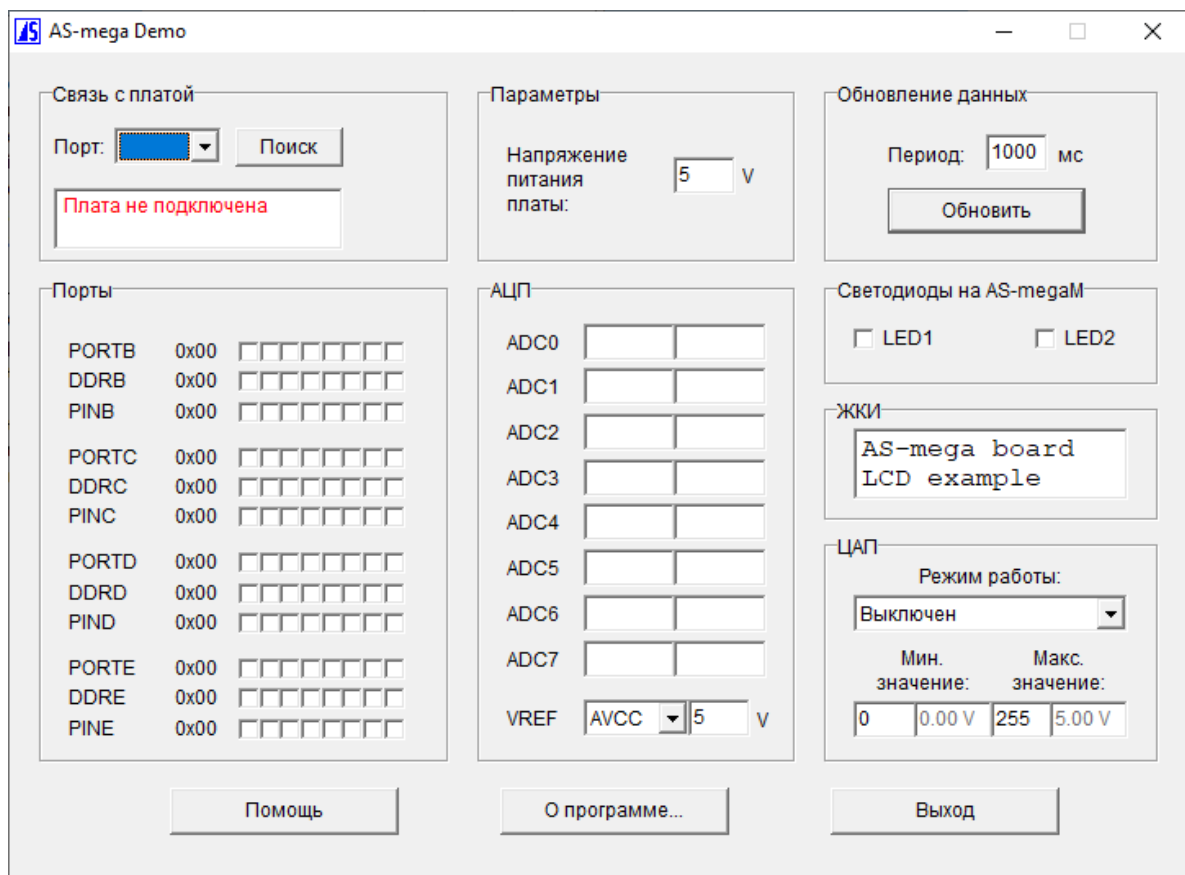 AS-mega Demo
Связь с платой
Порт:
Поиск
Плата не подключена
Параметры
Напряжение
питания
платы:
5 V
Обновление данных
Период: 1000 мс
Обновить
Порты
PORTB 0x00
DDRB 0x00
PINB 0x00
PORTC 0x00
DDRC 0x00
PINC 0x00
PORTD 0x00
DDRD 0x00
PIND 0x00
PORTE 0x00
DDRE 0x00
PINE 0x00
АЦП
ADC0
ADC1
ADC2
ADC3
ADC4
ADC5
ADC6
ADC7
VREF AVCC 5 V
Светодиоды на AS-megaM
LED1 LED2
ЖКИ
AS-mega board
LCD example
ЦАП
Режим работы:
Выключен
Мин. Макс.
значение: значение:
0 0.00 V 255 5.00 V
Помощь О программе... Выход